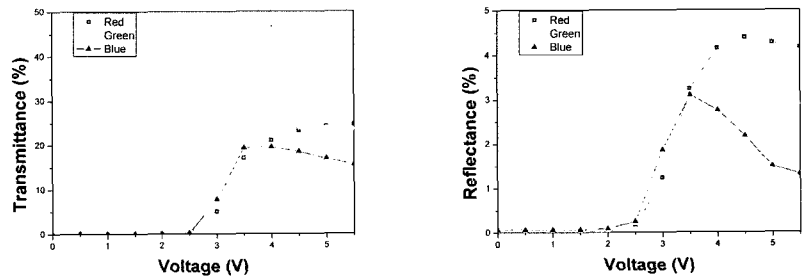 50
40
30
20
10
0
Transmittance (%)
Red
Green
Blue
0 1 2 3 4 5
Voltage (V)
5
4
3
2
1
0
Reflectance (%)
Red
Green
Blue
0 1 2 3 4 5
Voltage (V)